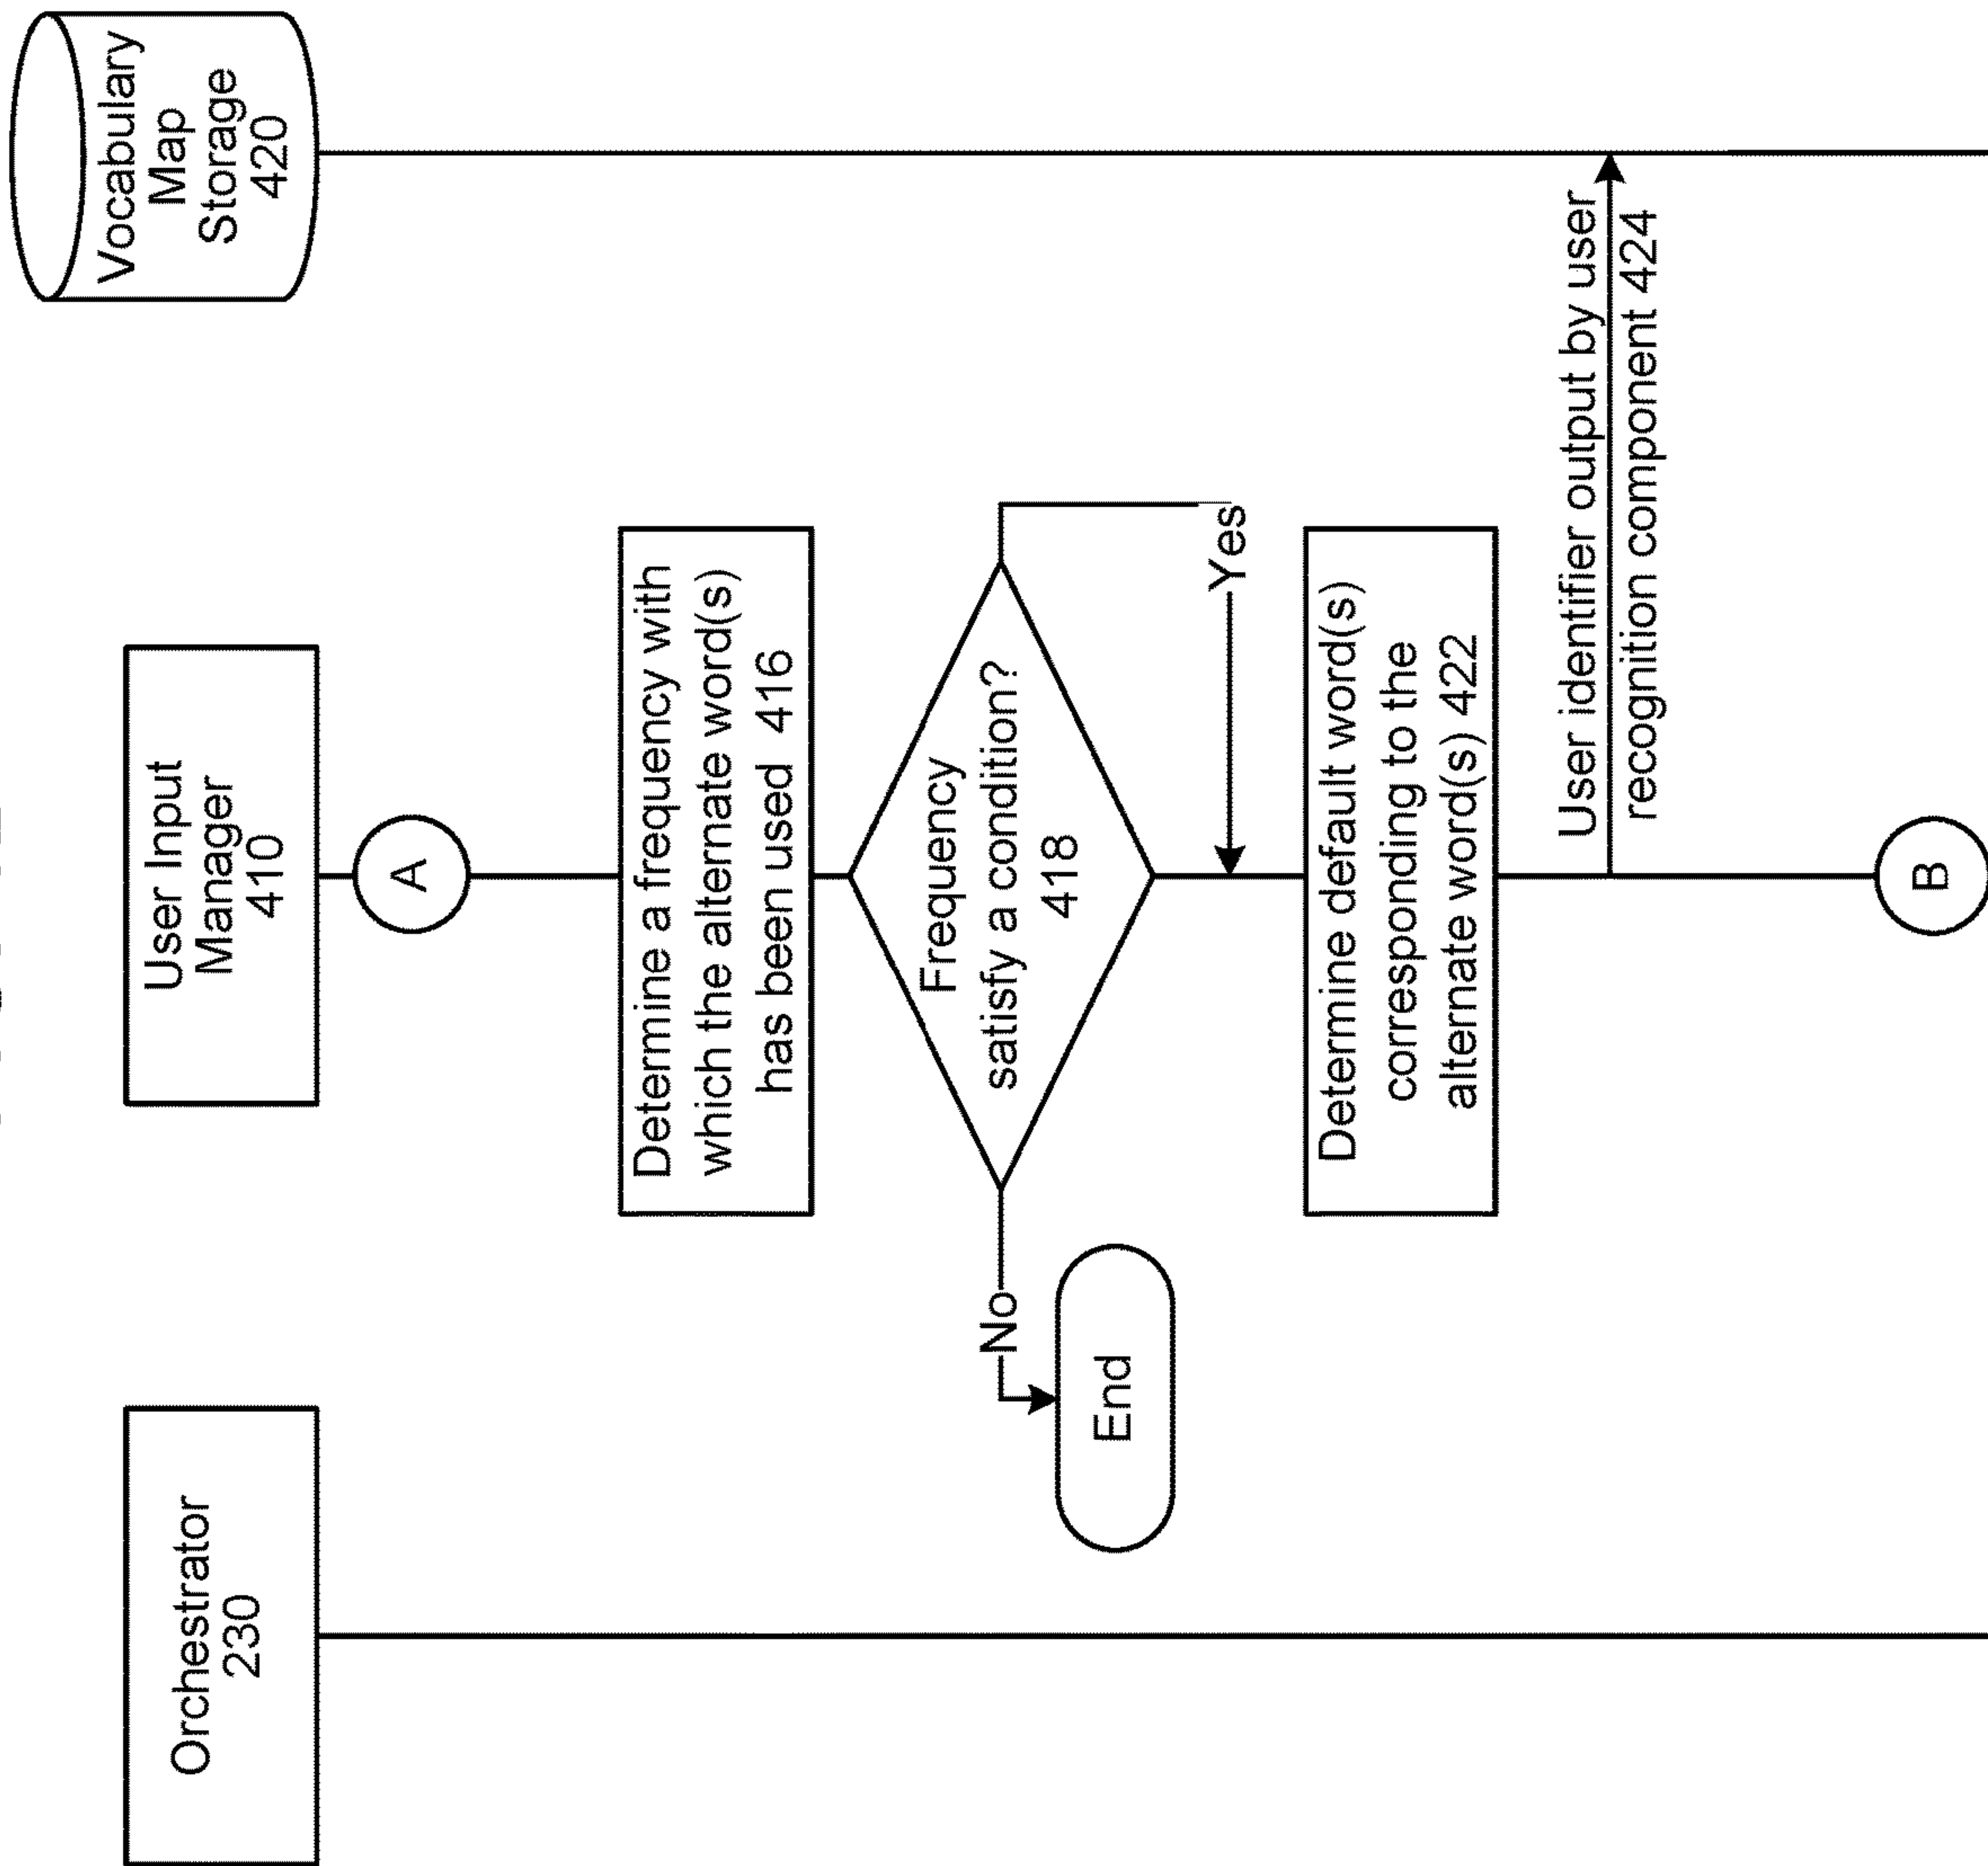 Orchestrator
230
User Input
Manager
410
Vocabulary
Map
Storage
420
A
Determine a frequency with
which the alternate word(s)
has been used 416
Frequency
satisfy a condition?
418
No
End
Yes
Determine default word(s)
corresponding to the
alternate word(s) 422
User identifier output by user
recognition component 424
B